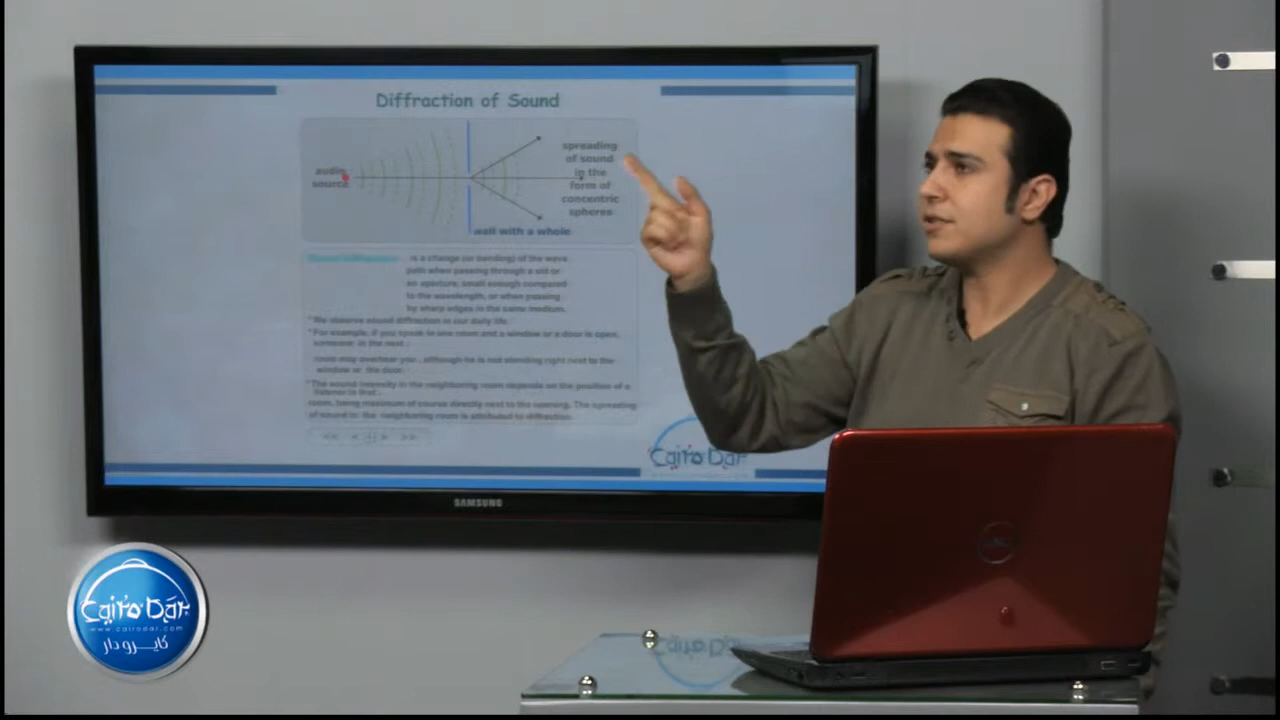 Diffraction of Sound
audio
source
spreading
of sound
in the
form of
concentric
spheres
wall with a whole
is a change (or bending) of the wave
path when passing through a slit or
an aperture; small enough compared
to the wavelength, or when passing
by sharp edges in the same medium.
*We observe sound diffraction in our daily life.
*For example, if you speak in one room and a window or a door is open,
someone in the next
room may overhear you, although he is not standing right next to the
window or the door.
*The sound intensity in the neighboring room depends on the position of a
listener in that
room, being maximum of course directly next to the opening. The spreading
of sound in the neighboring room is attributed to diffraction.
Cairo Dar
SAMSUNG
Cairo Dar
www.cairodar.com
كايرو دار
DELL